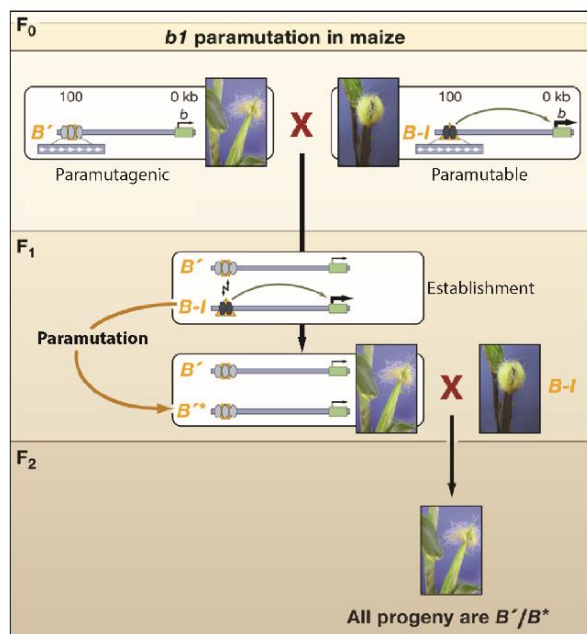 F0
b1 paramutation in maize
100 0 kb
b
B´
Paramutagenic
X
100 0 kb
b
B-I
Paramutable
F1
B´
B-I
Establishment
Paramutation
B´
B´*
X
B-I
F2
All progeny are B´/B*